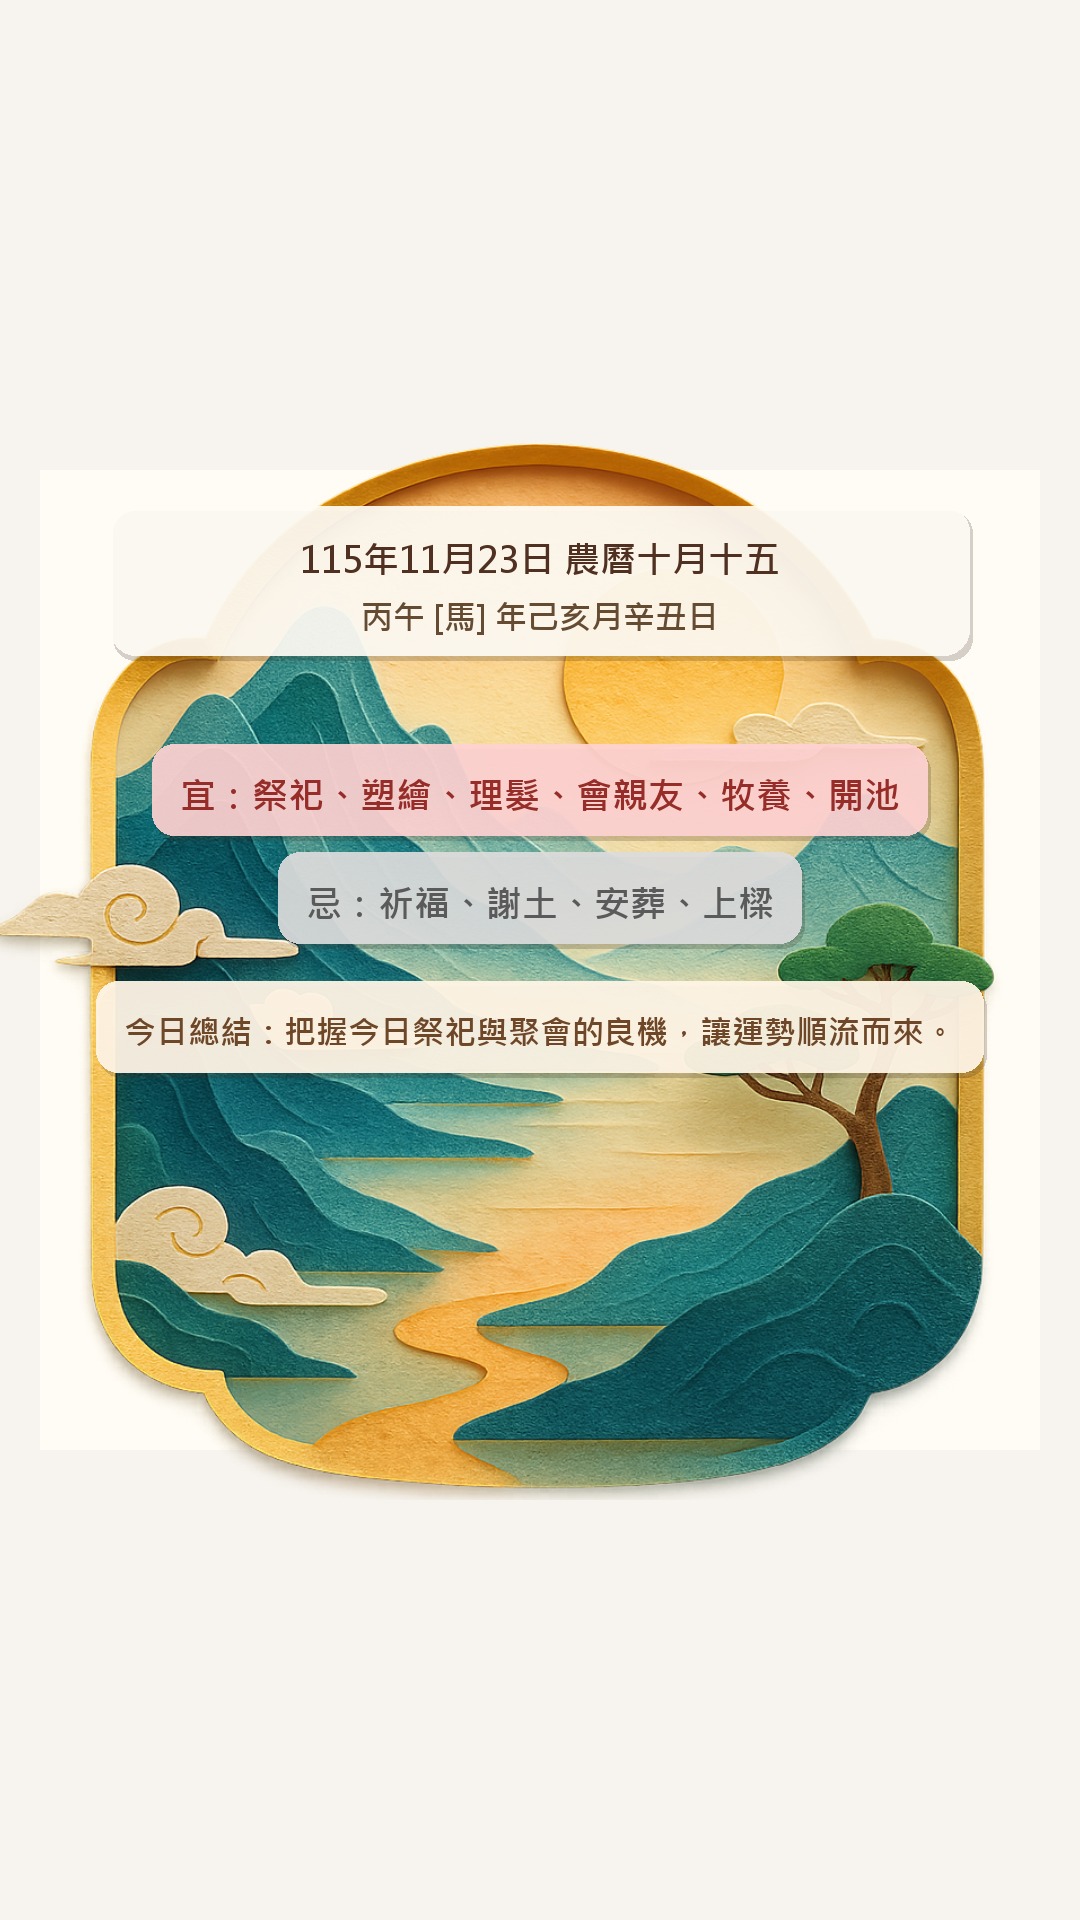 115年11月23日 農曆十月十五
丙午 [馬] 年己亥月辛丑日
宜：祭祀、塑繪、理髮、會親友、牧養、開池
忌：祈福、謝土、安葬、上樑
今日總結：把握今日祭祀與聚會的良機，讓運勢順流而來。